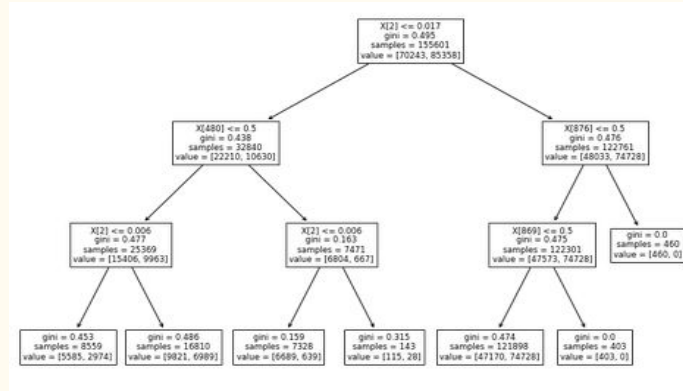 X[2] <= 0.017
gini = 0.495
samples = 155601
value = [70243, 85358]
X[480] <= 0.5
gini = 0.438
samples = 32840
value = [22210, 10630]
X[876] <= 0.5
gini = 0.476
samples = 122761
value = [48033, 74728]
X[2] <= 0.006
gini = 0.477
samples = 25369
value = [15406, 9963]
X[2] <= 0.006
gini = 0.163
samples = 7471
value = [6804, 667]
X[869] <= 0.5
gini = 0.475
samples = 122301
value = [47573, 74728]
gini = 0.0
samples = 460
value = [460, 0]
gini = 0.453
samples = 8559
value = [5585, 2974]
gini = 0.486
samples = 16810
value = [9821, 6989]
gini = 0.159
samples = 7328
value = [6689, 639]
gini = 0.315
samples = 143
value = [115, 28]
gini = 0.474
samples = 121898
value = [47170, 74728]
gini = 0.0
samples = 403
value = [403, 0]